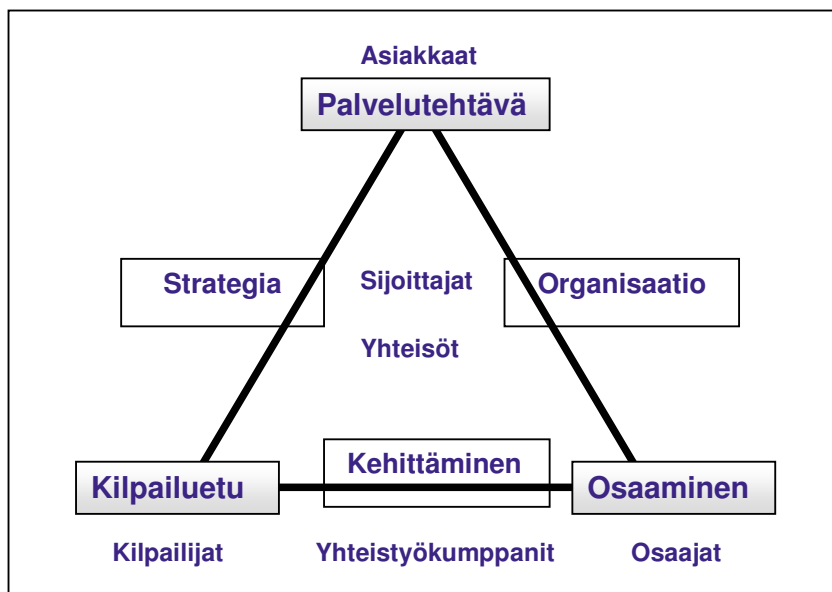 Asiakkaat
Palvelutehtävä
Strategia
Sijoittajat
Organisaatio
Yhteisöt
Kehittäminen
Kilpailuetu
Osaaminen
Kilpailijat
Yhteistyökumppanit
Osaajat